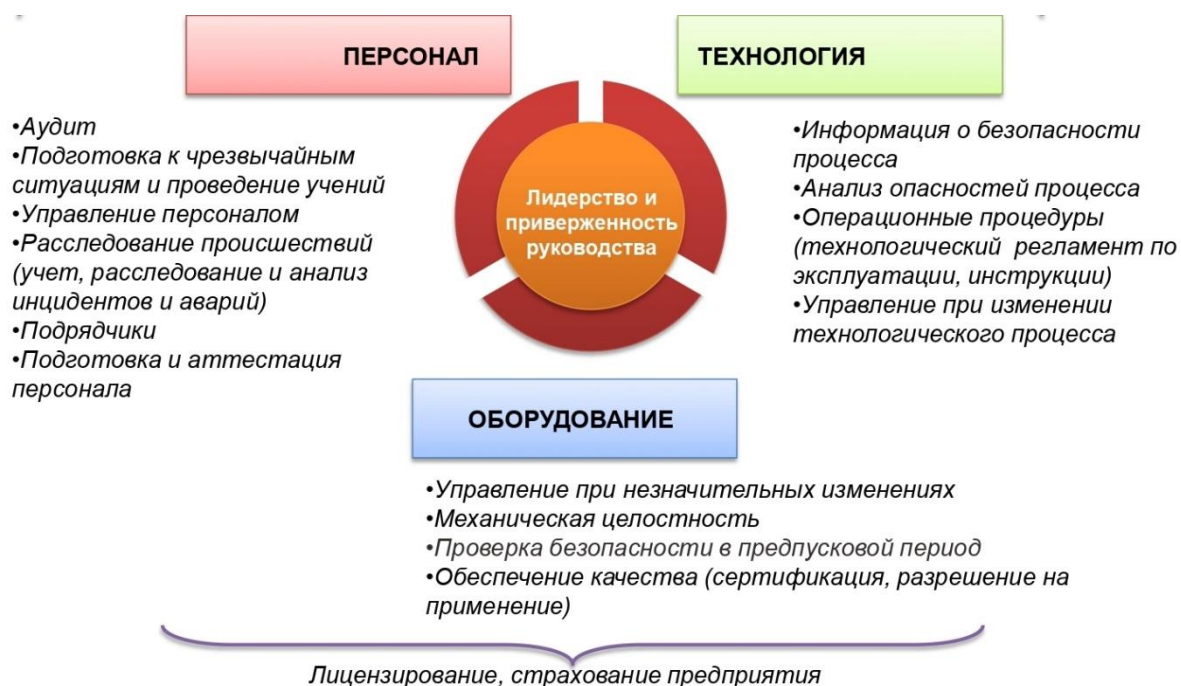 ПЕРСОНАЛ
ТЕХНОЛОГИЯ
•Аудит
•Подготовка к чрезвычайным
ситуациям и проведение учений
•Управление персоналом
•Расследование происшествий
(учет, расследование и анализ
инцидентов и аварий)
•Подрядчики
•Подготовка и аттестация
персонала
Лидерство и
приверженность
руководства
•Информация о безопасности
процесса
•Анализ опасностей процесса
•Операционные процедуры
(технологический регламент по
эксплуатации, инструкции)
•Управление при изменении
технологического процесса
ОБОРУДОВАНИЕ
•Управление при незначительных изменениях
•Механическая целостность
•Проверка безопасности в предпусковой период
•Обеспечение качества (сертификация, разрешение на
применение)
Лицензирование, страхование предприятия